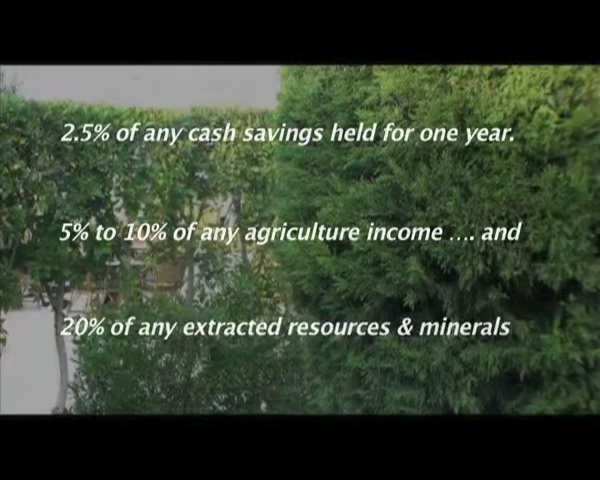 2.5% of any cash savings held for one year.
5% to 10% of any agriculture income .... and
20% of any extracted resources & minerals